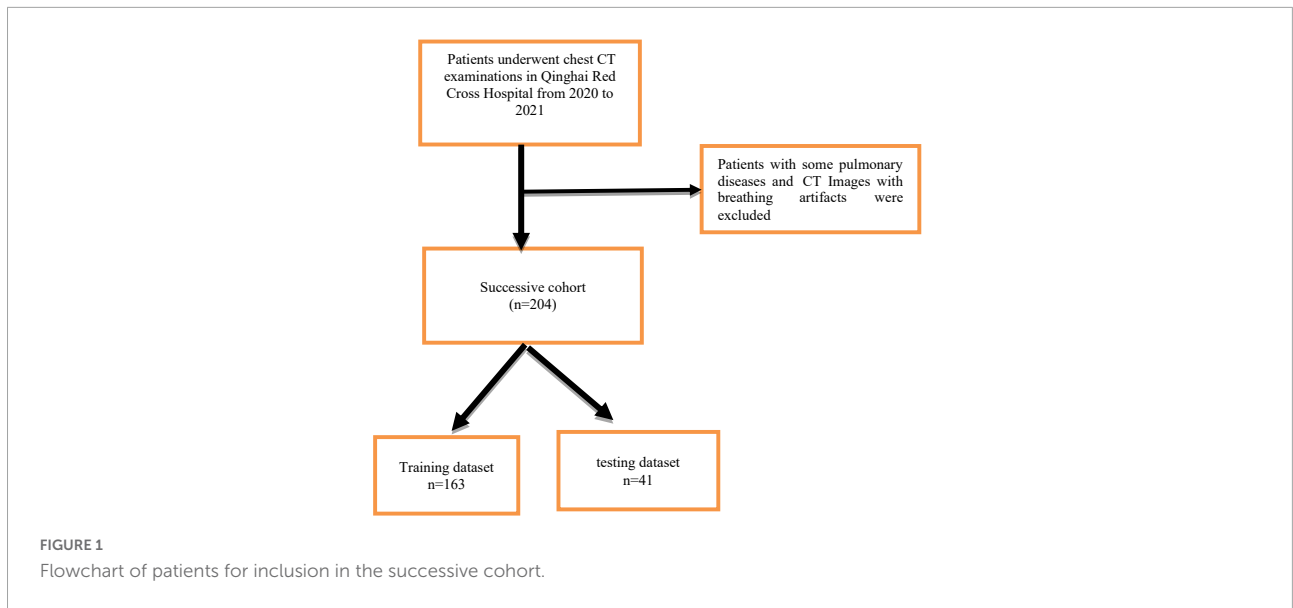 Patients underwent chest CT
examinations in Qinghai Red
Cross Hospital from 2020 to
2021
Patients with some pulmonary
diseases and CT Images with
breathing artifacts were
excluded
Successive cohort
(n=204)
Training dataset
n=163
testing dataset
n=41
FIGURE 1
Flowchart of patients for inclusion in the successive cohort.